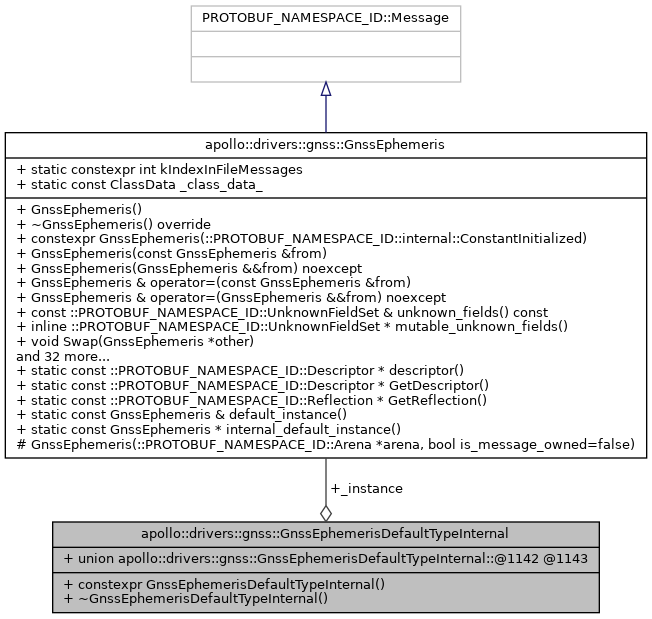 PROTOBUF_NAMESPACE_ID::Message
apollo::drivers::gnss::GnssEphemeris
+ static constexpr int kIndexInFileMessages
+ static const ClassData _class_data_
+ GnssEphemeris()
+ ~GnssEphemeris() override
+ constexpr GnssEphemeris(::PROTOBUF_NAMESPACE_ID::internal::ConstantInitialized)
+ GnssEphemeris(const GnssEphemeris &from)
+ GnssEphemeris(GnssEphemeris &&from) noexcept
+ GnssEphemeris & operator=(const GnssEphemeris &from)
+ GnssEphemeris & operator=(GnssEphemeris &&from) noexcept
+ const ::PROTOBUF_NAMESPACE_ID::UnknownFieldSet & unknown_fields() const
+ inline ::PROTOBUF_NAMESPACE_ID::UnknownFieldSet * mutable_unknown_fields()
+ void Swap(GnssEphemeris *other)
and 32 more...
+ static const ::PROTOBUF_NAMESPACE_ID::Descriptor * descriptor()
+ static const ::PROTOBUF_NAMESPACE_ID::Descriptor * GetDescriptor()
+ static const ::PROTOBUF_NAMESPACE_ID::Reflection * GetReflection()
+ static const GnssEphemeris & default_instance()
+ static const GnssEphemeris * internal_default_instance()
# GnssEphemeris(::PROTOBUF_NAMESPACE_ID::Arena *arena, bool is_message_owned=false)
+_instance
apollo::drivers::gnss::GnssEphemerisDefaultTypeInternal
+ union apollo::drivers::gnss::GnssEphemerisDefaultTypeInternal::@1142 @1143
+ constexpr GnssEphemerisDefaultTypeInternal()
+ ~GnssEphemerisDefaultTypeInternal()